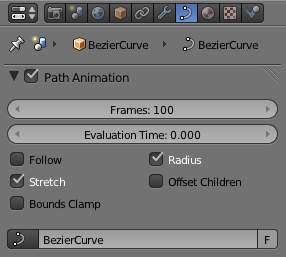 BezierCurve BezierCurve
Path Animation
Frames: 100
Evaluation Time: 0.000
Follow Radius
Stretch Offset Children
Bounds Clamp
BezierCurve F